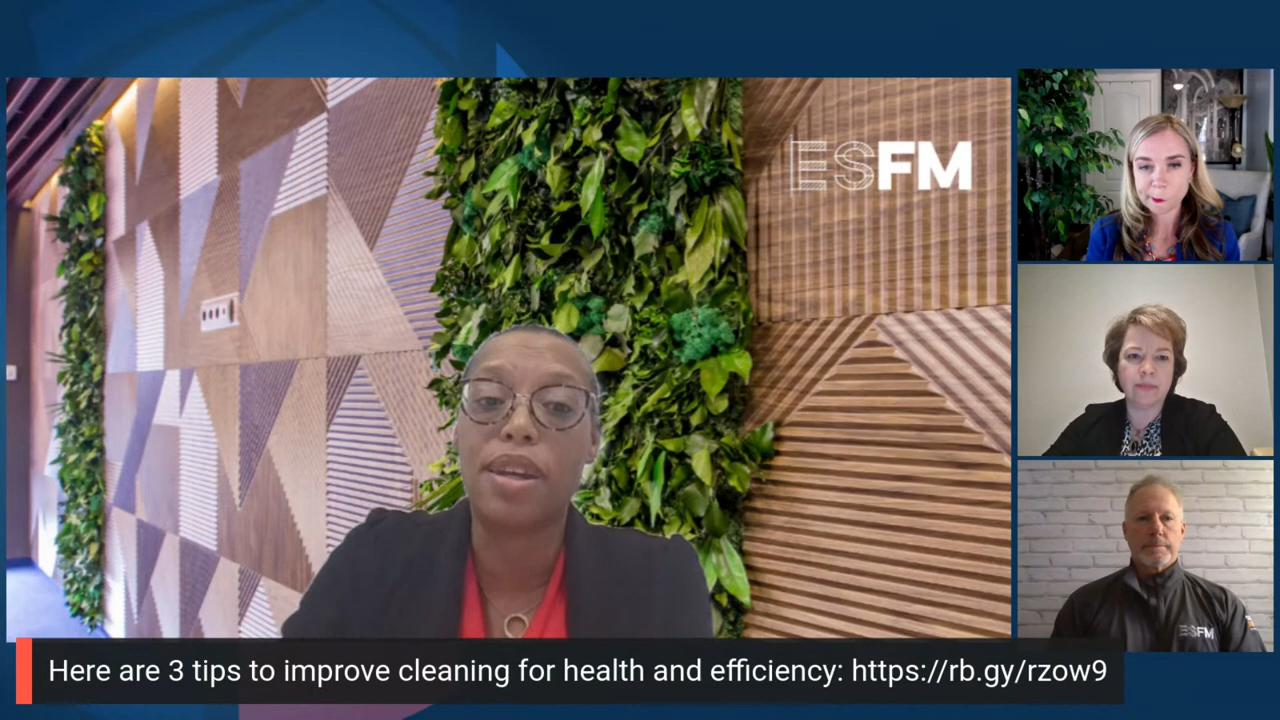 ESFM
ESFM
Here are 3 tips to improve cleaning for health and efficiency: https://rb.gy/rzow9